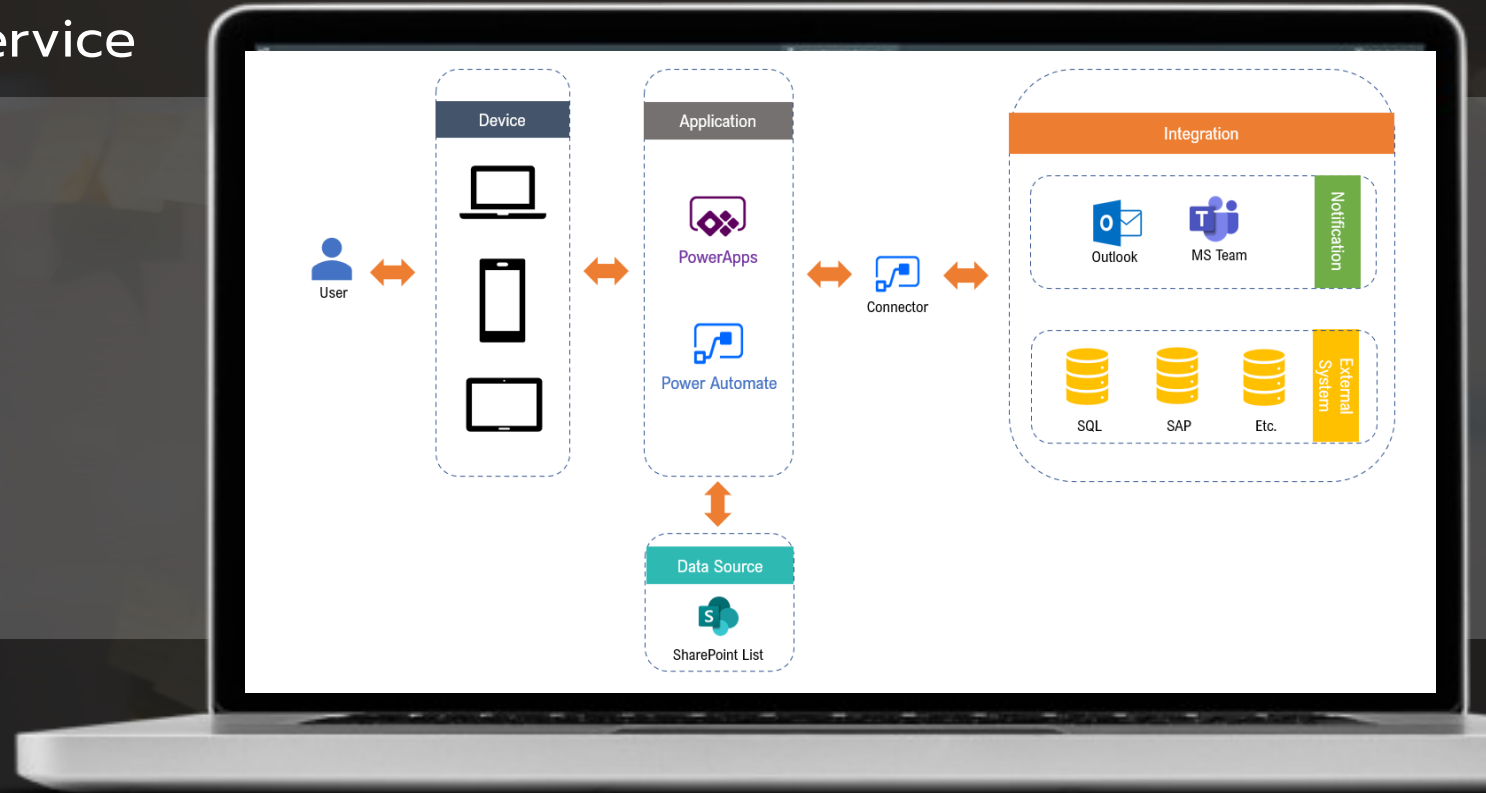 ervice
Device
Application
Integration
PowerApps
Power Automate
User
Connector
Outlook
MS Team
Notification
SQL
SAP
Etc.
External
System
Data Source
SharePoint List